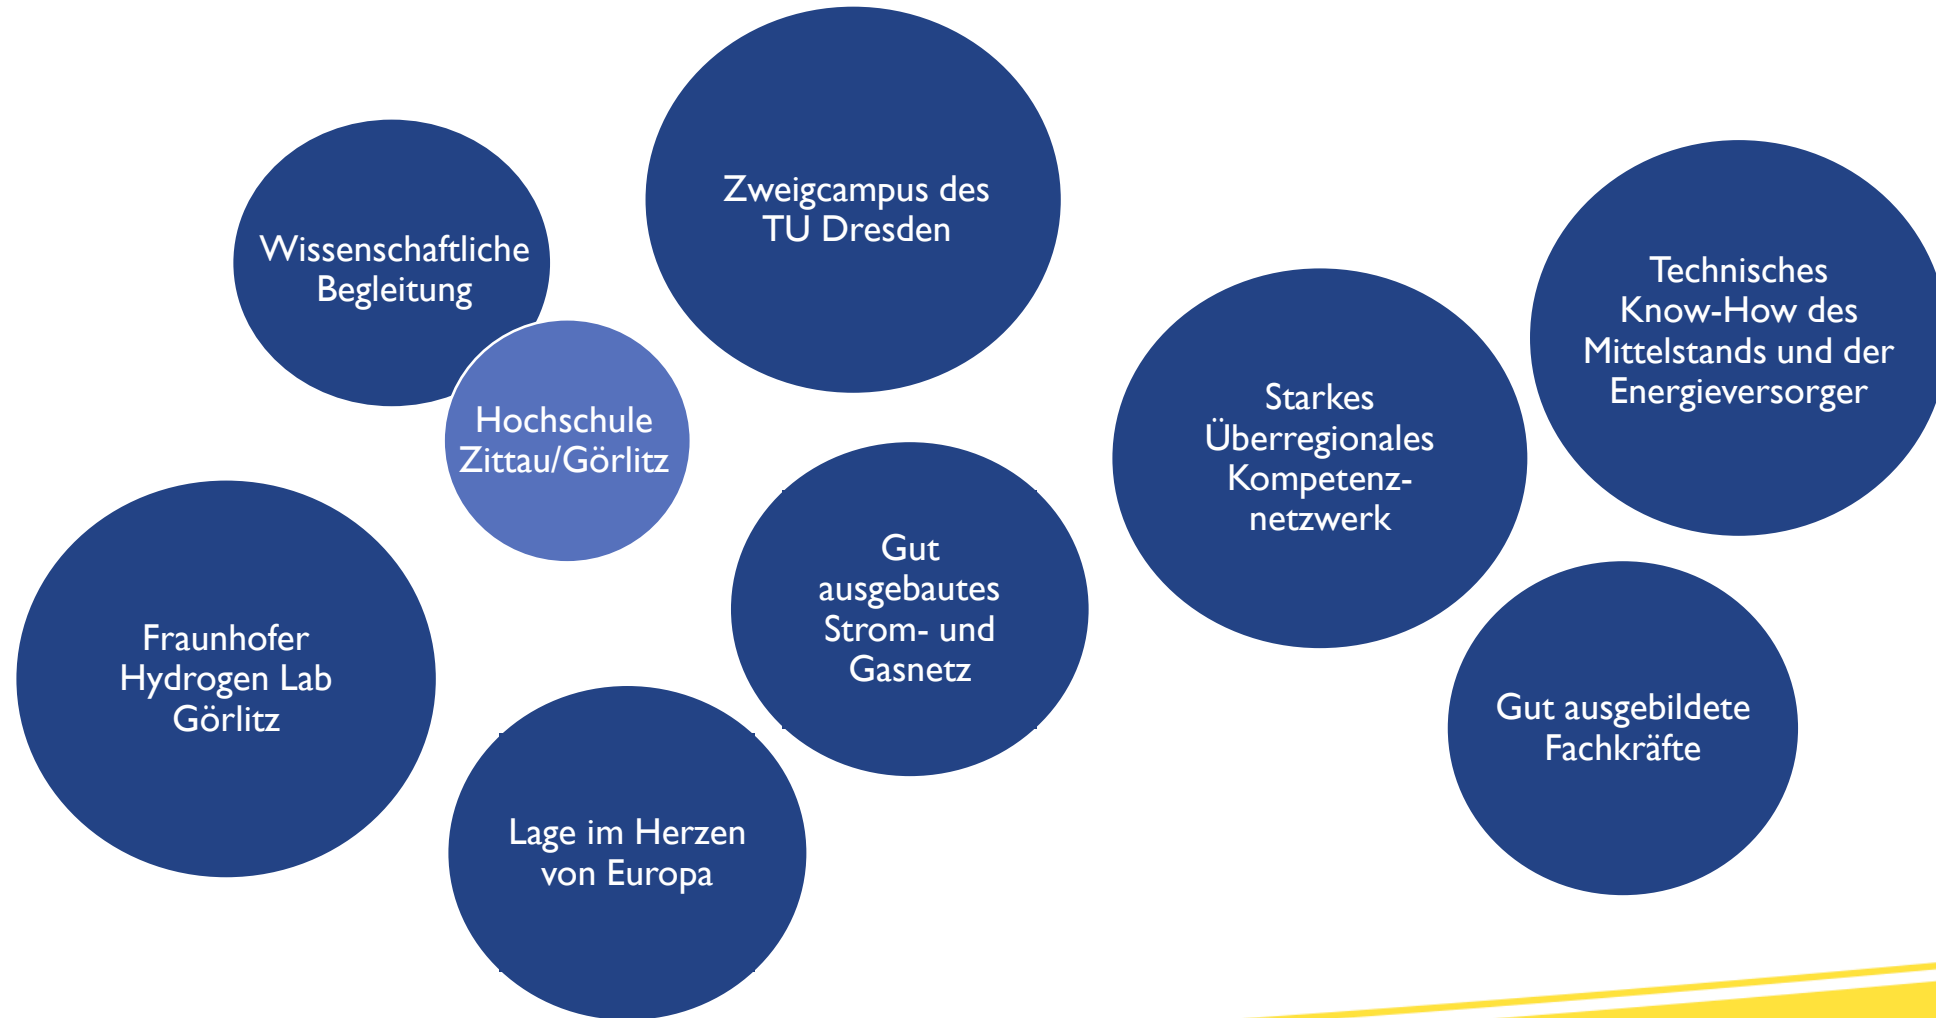 Zweigcampus des
TU Dresden
Wissenschaftliche
Begleitung
Technisches
Know-How des
Mittelstands und der
Energieversorger
Starkes
Überregionales
Kompetenz-
netzwerk
Hochschule
Zittau/Görlitz
Gut
ausgebautes
Strom- und
Gasnetz
Fraunhofer
Hydrogen Lab
Görlitz
Gut ausgebildete
Fachkräfte
Lage im Herzen
von Europa